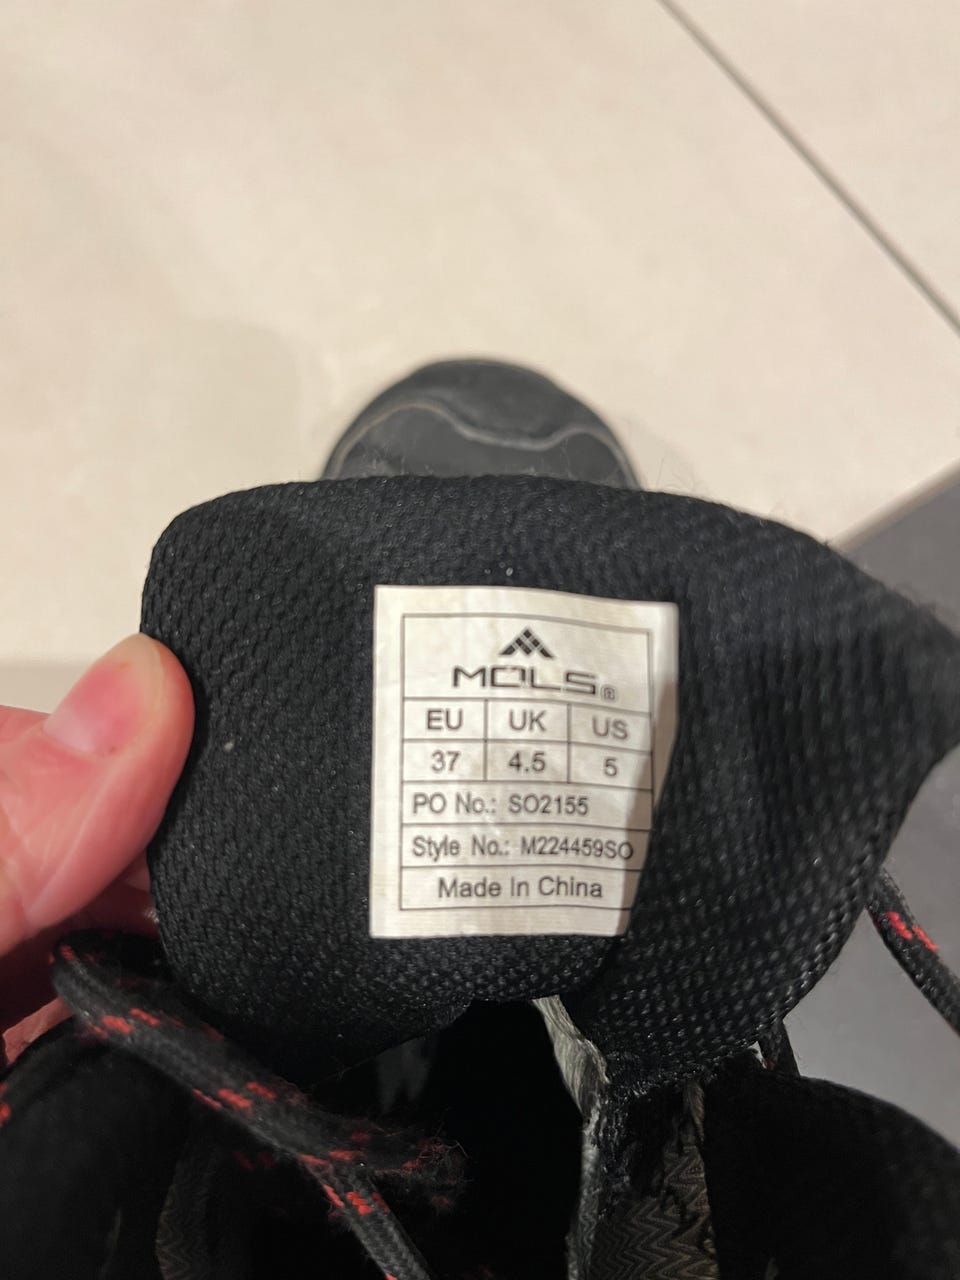 MOLS®
EU UK US
37 4.5 5
PO No.: SO2155
Style No.: M224459SO
Made In China